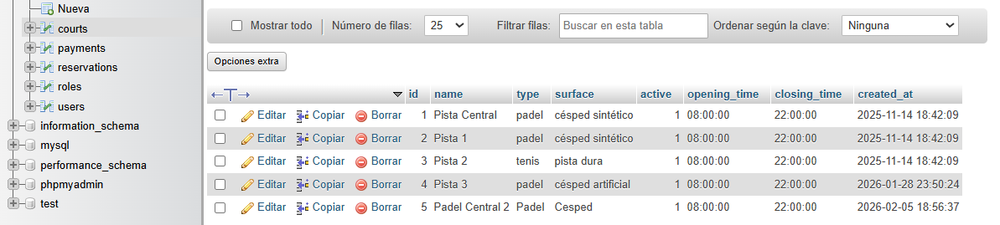 Nueva
courts
payments
reservations
roles
users
information_schema
mysql
performance_schema
phpmyadmin
test
Mostrar todo Número de filas: 25 Filtrar filas: Buscar en esta tabla Ordenar según la clave: Ninguna
Opciones extra
id name type surface active opening_time closing_time created_at
Editar Copiar Borrar 1 Pista Central padel césped sintético 1 08:00:00 22:00:00 2025-11-14 18:42:09
Editar Copiar Borrar 2 Pista 1 padel césped sintético 1 08:00:00 22:00:00 2025-11-14 18:42:09
Editar Copiar Borrar 3 Pista 2 tenis pista dura 1 08:00:00 22:00:00 2025-11-14 18:42:09
Editar Copiar Borrar 4 Pista 3 padel césped artificial 1 08:00:00 22:00:00 2026-01-28 23:50:24
Editar Copiar Borrar 5 Padel Central 2 Padel Cesped 1 08:00:00 22:00:00 2026-02-05 18:56:37